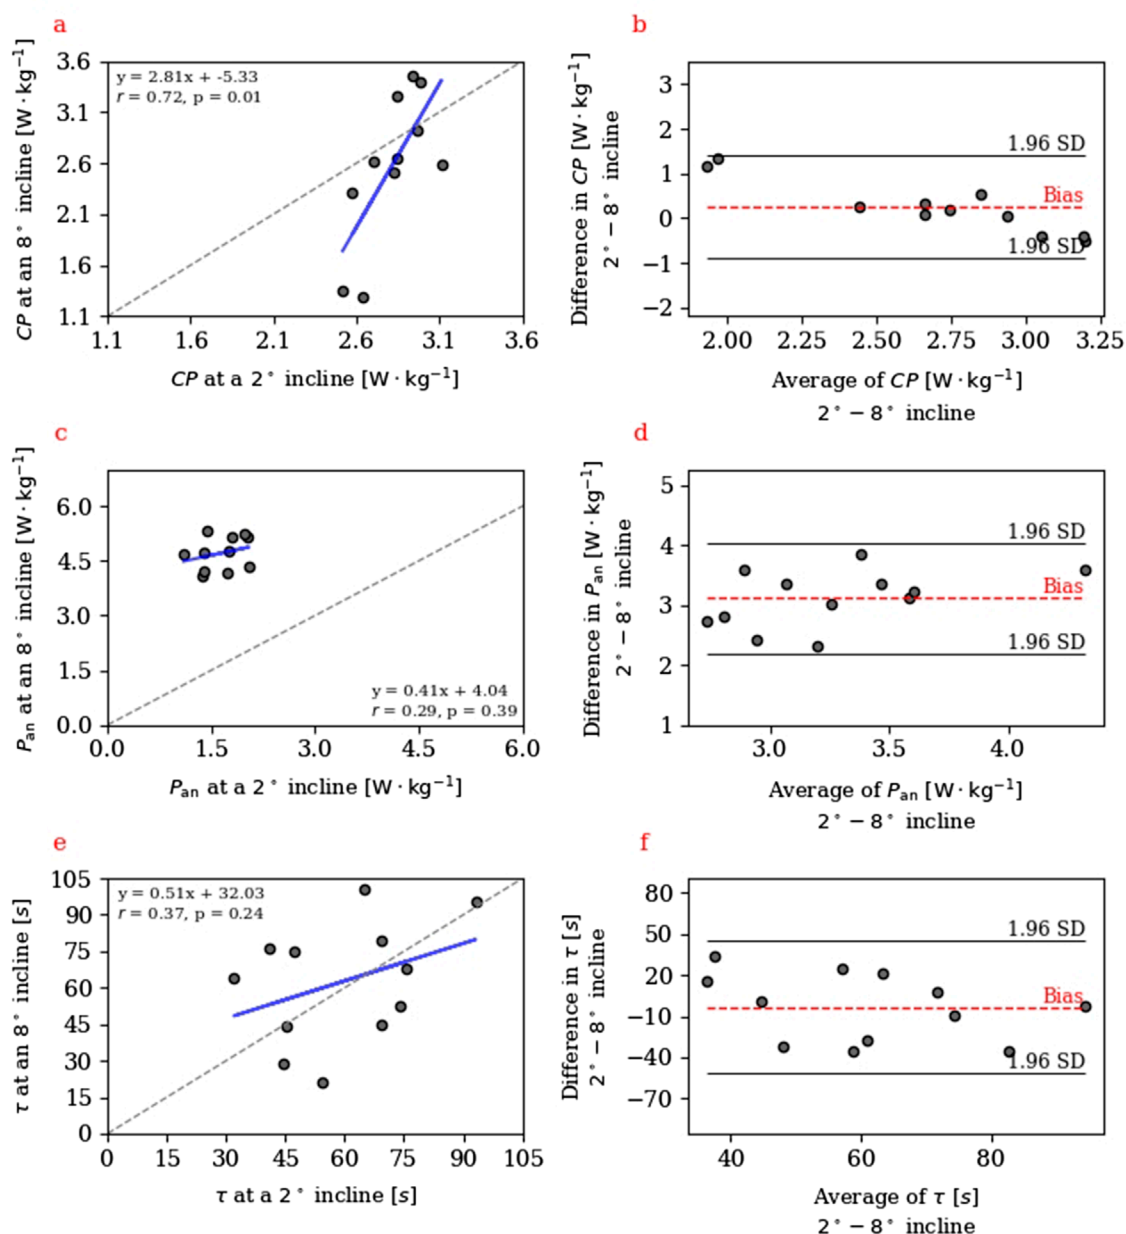 a
CP at an 8° incline [W · kg⁻¹]
3.6
3.1
2.6
2.1
1.6
1.1
y = 2.81x + -5.33
r = 0.72, p = 0.01
1.1 1.6 2.1 2.6 3.1 3.6
CP at a 2° incline [W · kg⁻¹]
b
Difference in CP [W · kg⁻¹]
2° − 8° incline
3
2
1
0
−1
−2
1.96 SD
Bias
1.96 SD
2.00 2.25 2.50 2.75 3.00 3.25
Average of CP [W · kg⁻¹]
2° − 8° incline
c
Pan at an 8° incline [W · kg⁻¹]
6.0
4.5
3.0
1.5
0.0
y = 0.41x + 4.04
r = 0.29, p = 0.39
0.0 1.5 3.0 4.5 6.0
Pan at a 2° incline [W · kg⁻¹]
d
Difference in Pan [W · kg⁻¹]
2° − 8° incline
5
4
3
2
1
1.96 SD
Bias
1.96 SD
3.0 3.5 4.0
Average of Pan [W · kg⁻¹]
2° − 8° incline
e
τ at an 8° incline [s]
105
90
75
60
45
30
15
0
y = 0.51x + 32.03
r = 0.37, p = 0.24
0 15 30 45 60 75 90 105
τ at a 2° incline [s]
f
Difference in τ [s]
2° − 8° incline
80
50
20
−10
−40
−70
1.96 SD
Bias
1.96 SD
40 60 80
Average of τ [s]
2° − 8° incline